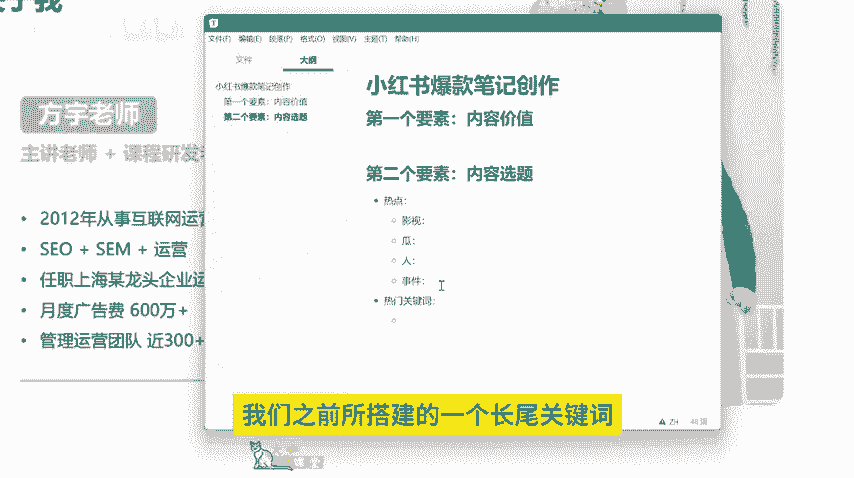 关于我
方宇老师
主讲老师 + 课程研发
2012年从事互联网运营
SEO + SEM + 运营
任职上海某龙头企业运
月度广告费 600万+
管理运营团队 近300+
文件(F) 编辑(E) 段落(P) 格式(O) 视图(V) 主题(T) 帮助(H)
文件 大纲
小红书爆款笔记创作
第一个要素：内容价值
第二个要素：内容选题
小红书爆款笔记创作
第一个要素：内容价值
第二个要素：内容选题
热点：
影视：
瓜：
人：
事件：
热门关键词：
ZH 48 词
我们之前所搭建的一个长尾关键词
课堂